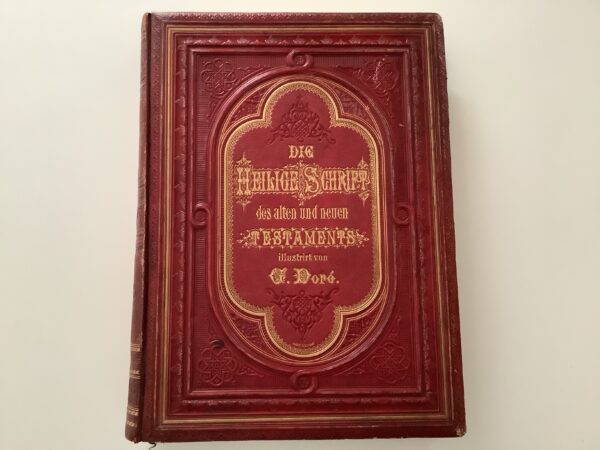 DIE
HEILIGE SCHRIFT
des alten und neuen
TESTAMENTS
illustrirt von
G. Doré.